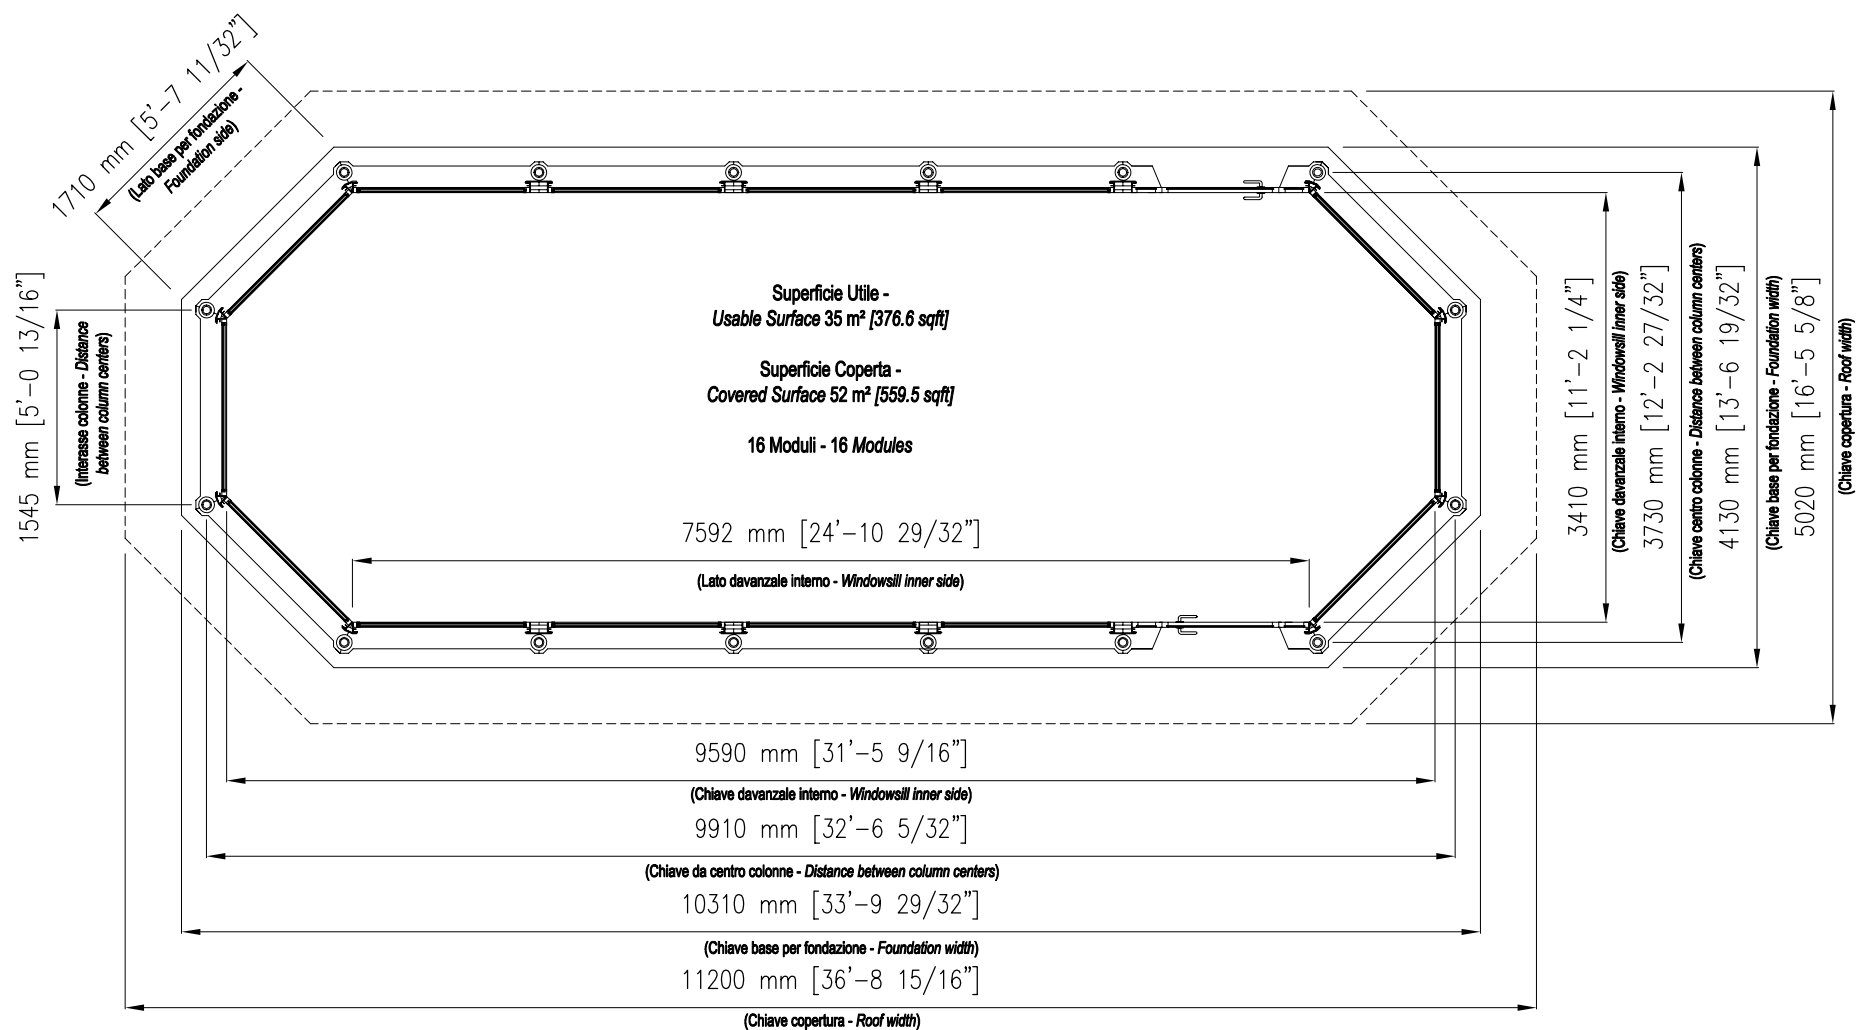 1710 mm [5'-7 11/32"]
(Lato base per fondazione -
Foundation side)
1545 mm [5'-0 13/16"]
(Interasse colonne - Distance
between column centers)
Superficie Utile -
Usable Surface 35 m² [376.6 sqft]
Superficie Coperta -
Covered Surface 52 m² [559.5 sqft]
16 Moduli - 16 Modules
7592 mm [24'-10 29/32"]
(Lato davanzale interno - Windowsill inner side)
3410 mm [11'-2 1/4"]
(Chiave davanzale interno - Windowsill inner side)
3730 mm [12'-2 27/32"]
(Chiave centro colonne - Distance between column centers)
4130 mm [13'-6 19/32"]
(Chiave base per fondazione - Foundation width)
5020 mm [16'-5 5/8"]
(Chiave copertura - Roof width)
9590 mm [31'-5 9/16"]
(Chiave davanzale interno - Windowsill inner side)
9910 mm [32'-6 5/32"]
(Chiave da centro colonne - Distance between column centers)
10310 mm [33'-9 29/32"]
(Chiave base per fondazione - Foundation width)
11200 mm [36'-8 15/16"]
(Chiave copertura - Roof width)